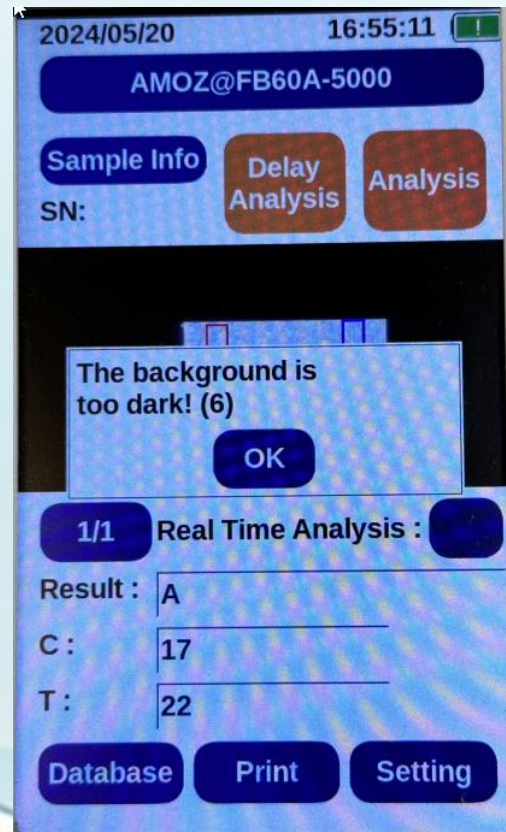 2024/05/20 16:55:11
AMOZ@FB60A-5000
Sample Info
Delay
Analysis
Analysis
SN:
The background is
too dark! (6)
OK
1/1 Real Time Analysis :
Result : A
C : 17
T : 22
Database Print Setting